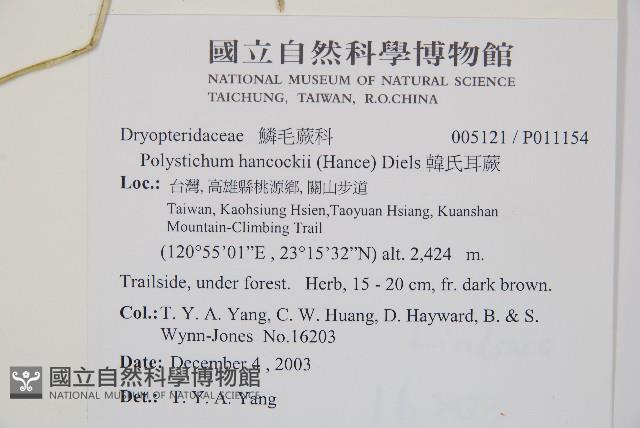 國立自然科學博物館
NATIONAL MUSEUM OF NATURAL SCIENCE
TAICHUNG, TAIWAN, R.O.CHINA
Dryopteridaceae 鱗毛蕨科 005121 / P011154
Polystichum hancockii (Hance) Diels 韓氏耳蕨
Loc.: 台灣, 高雄縣桃源鄉, 關山步道
Taiwan, Kaohsiung Hsien,Taoyuan Hsiang, Kuanshan
Mountain-Climbing Trail
(120°55’01”E , 23°15’32”N) alt. 2,424 m.
Trailside, under forest. Herb, 15 - 20 cm, fr. dark brown.
Col.: T. Y. A. Yang, C. W. Huang, D. Hayward, B. & S.
Wynn-Jones No.16203
Date: December 4 , 2003
國立自然科學博物館
NATIONAL MUSEUM OF NATURAL SCIENCE
Det.: T. Y. A. Yang